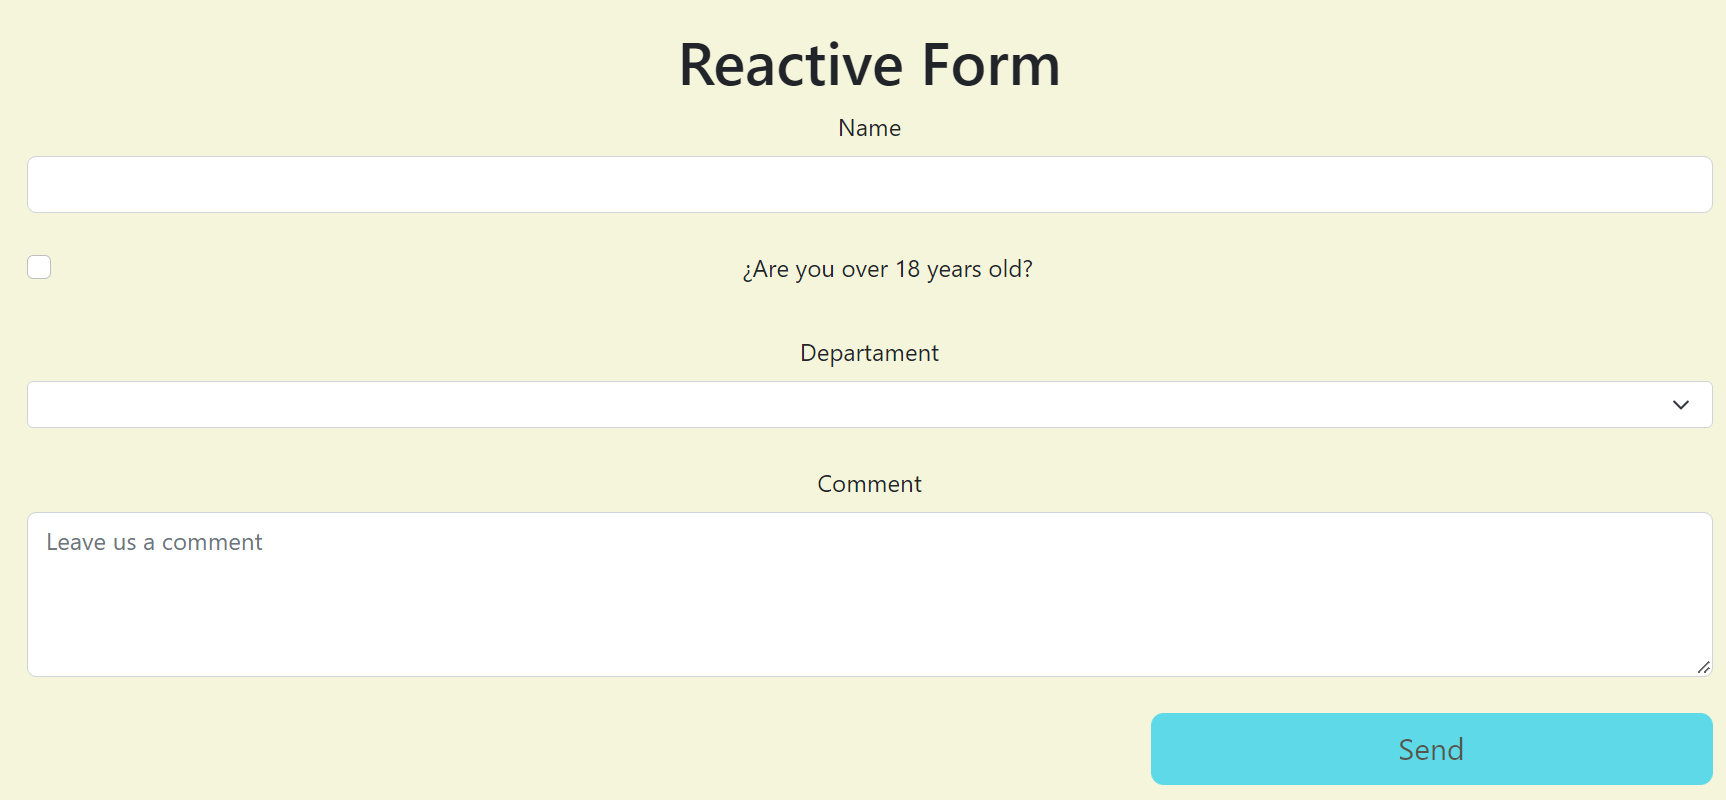 Reactive Form
Name
¿Are you over 18 years old?
Departament
Comment
Leave us a comment
Send